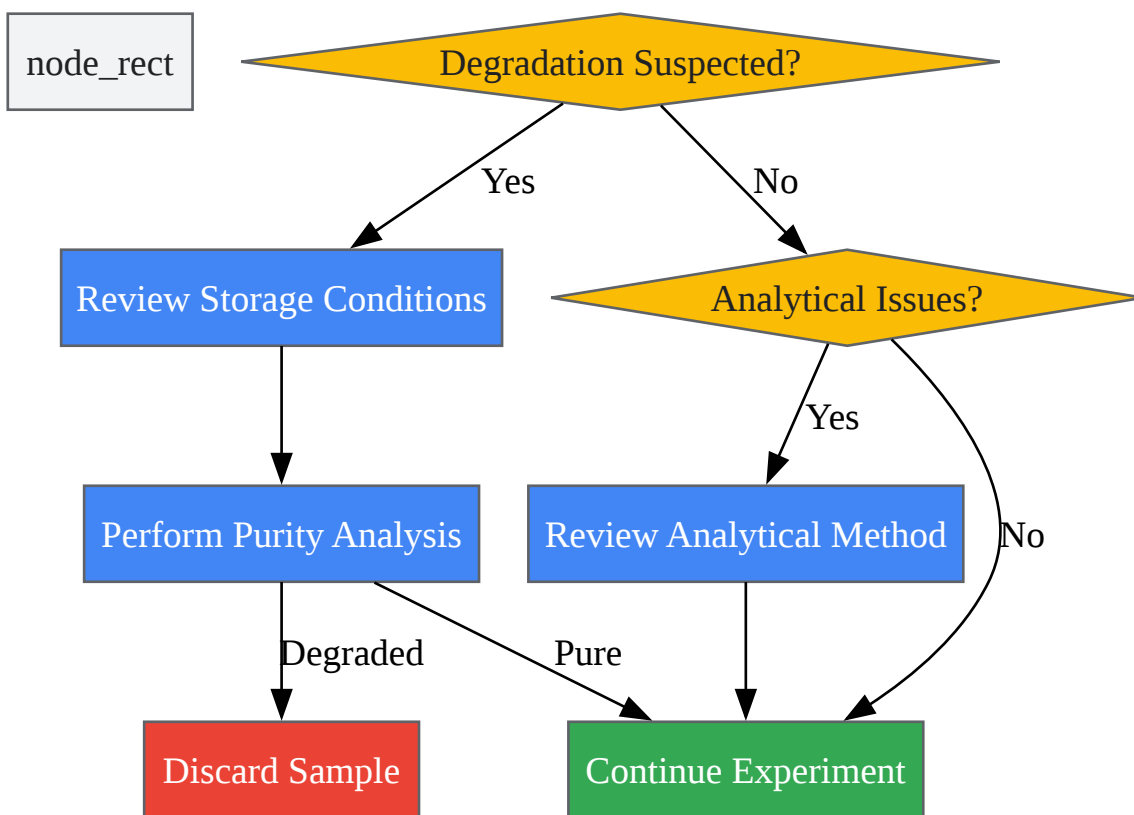 node_rect
Degradation Suspected?
Yes
No
Review Storage Conditions
Analytical Issues?
Yes
Perform Purity Analysis
Review Analytical Method
No
Degraded
Pure
Discard Sample
Continue Experiment